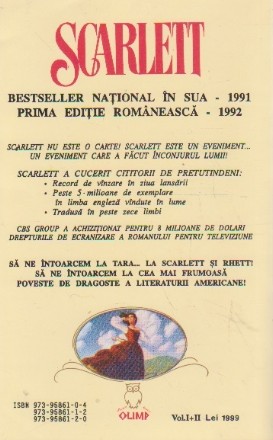 SCARLETT
BESTSELLER NAȚIONAL ÎN SUA - 1991
PRIMA EDIȚIE ROMÂNEASCĂ - 1992
SCARLETT NU ESTE O CARTE! SCARLETT ESTE UN EVENIMENT...
UN EVENIMENT CARE A FĂCUT ÎNCONJURUL LUMII!
SCARLETT A CUCERIT CITITORII DE PRETUTINDENI:
• Record de vînzare în ziua lansării
• Peste 5 milioane de exemplare
în limba engleză vîndute în lume
• Tradusă în peste zece limbi
CBS GROUP A ACHIZIȚIONAT PENTRU 8 MILIOANE DE DOLARI
DREPTURILE DE ECRANIZARE A ROMANULUI PENTRU TELEVIZIUNE
SĂ NE ÎNTOARCEM LA TARA... LA SCARLETT ȘI RHETT!
SĂ NE ÎNTOARCEM LA CEA MAI FRUMOASĂ
POVESTE DE DRAGOSTE A LITERATURII AMERICANE!
ISBN 973-95861-0-4
973-95861-1-2
973-95861-2-0
OLIMP
Vol.I+II Lei 1989